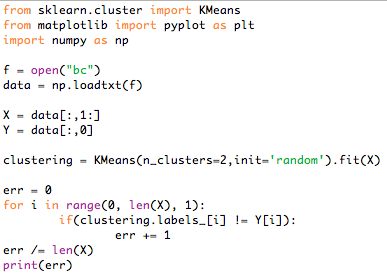 from sklearn.cluster import KMeans
from matplotlib import pyplot as plt
import numpy as np

f = open("bc")
data = np.loadtxt(f)

X = data[:,1:]
Y = data[:,0]

clustering = KMeans(n_clusters=2,init='random').fit(X)

err = 0
for i in range(0, len(X), 1):
        if(clustering.labels_[i] != Y[i]):
                err += 1
err /= len(X)
print(err)